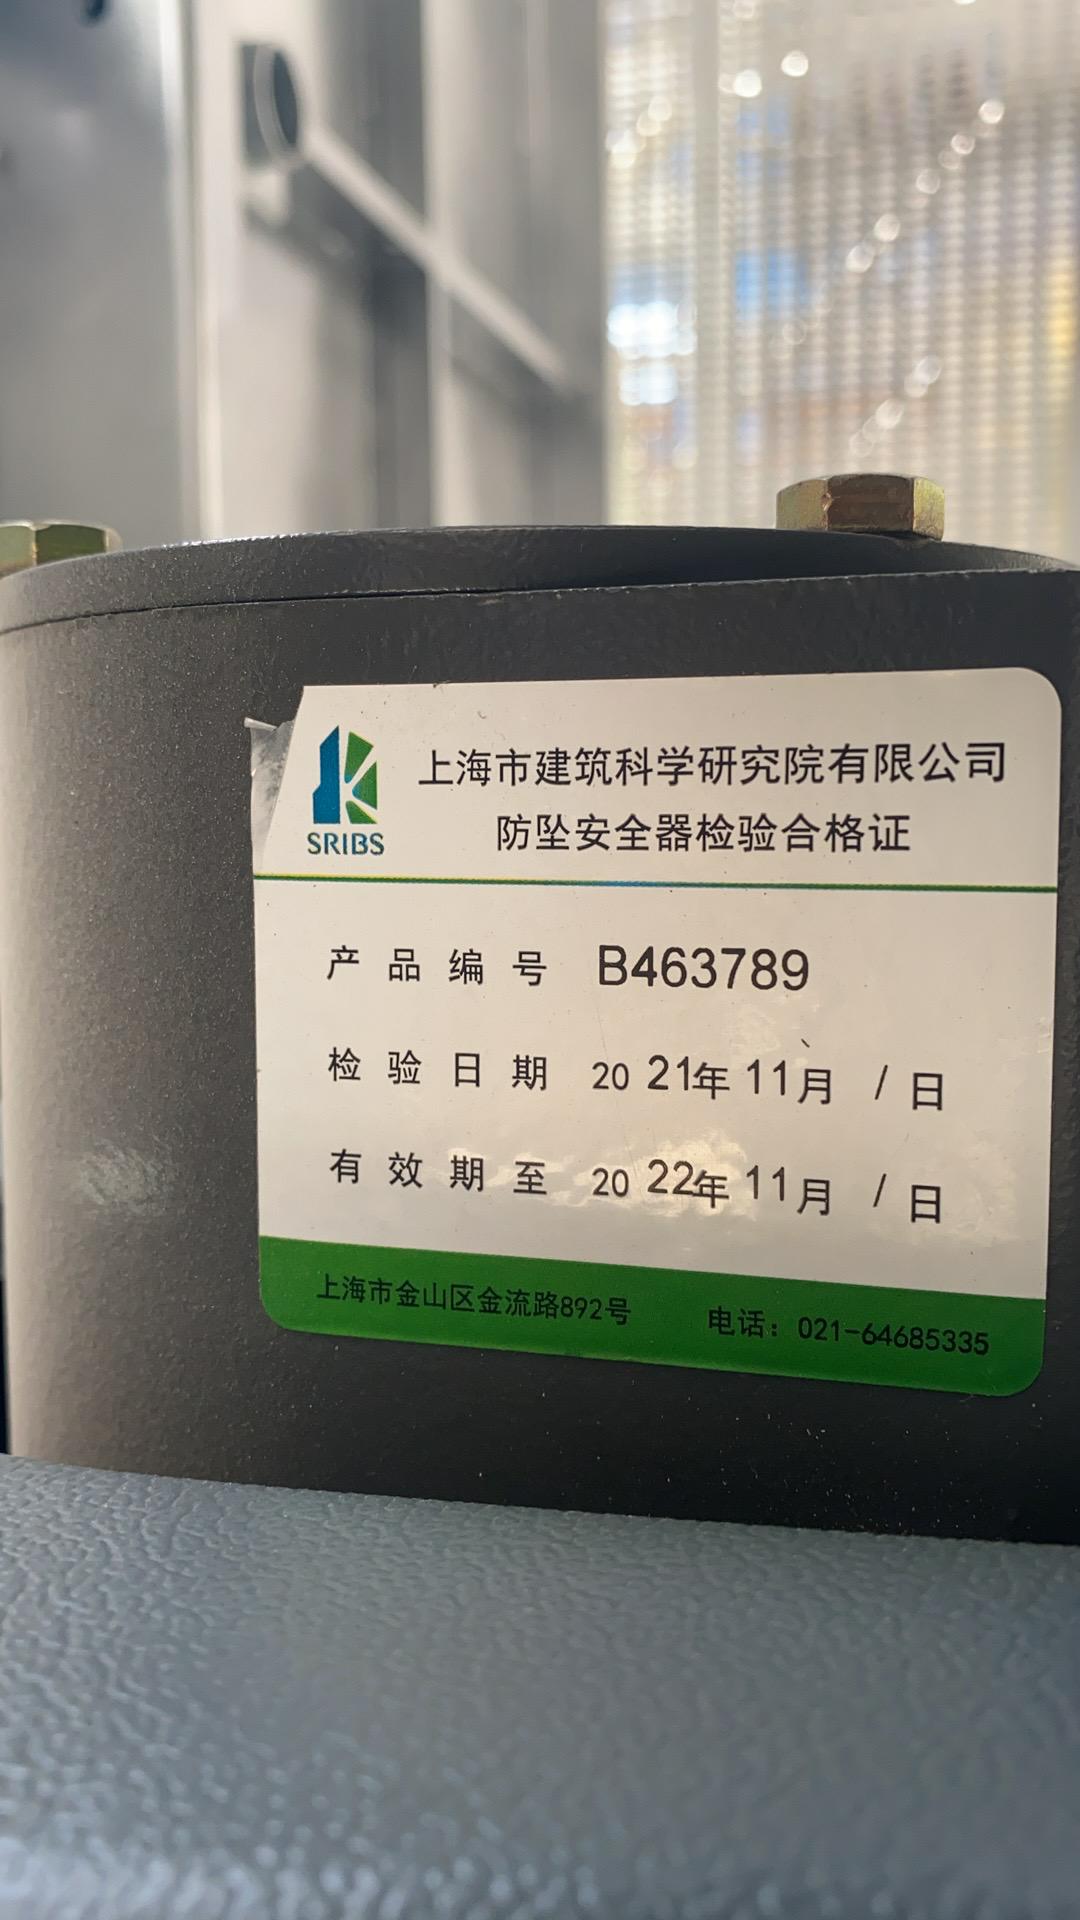 SRIBS
上海市建筑科学研究院有限公司
防坠安全器检验合格证
产品编号 B463789
检验日期 2021年11月 / 日
有效期至 2022年11月 / 日
上海市金山区金流路892号 电话：021-64685335